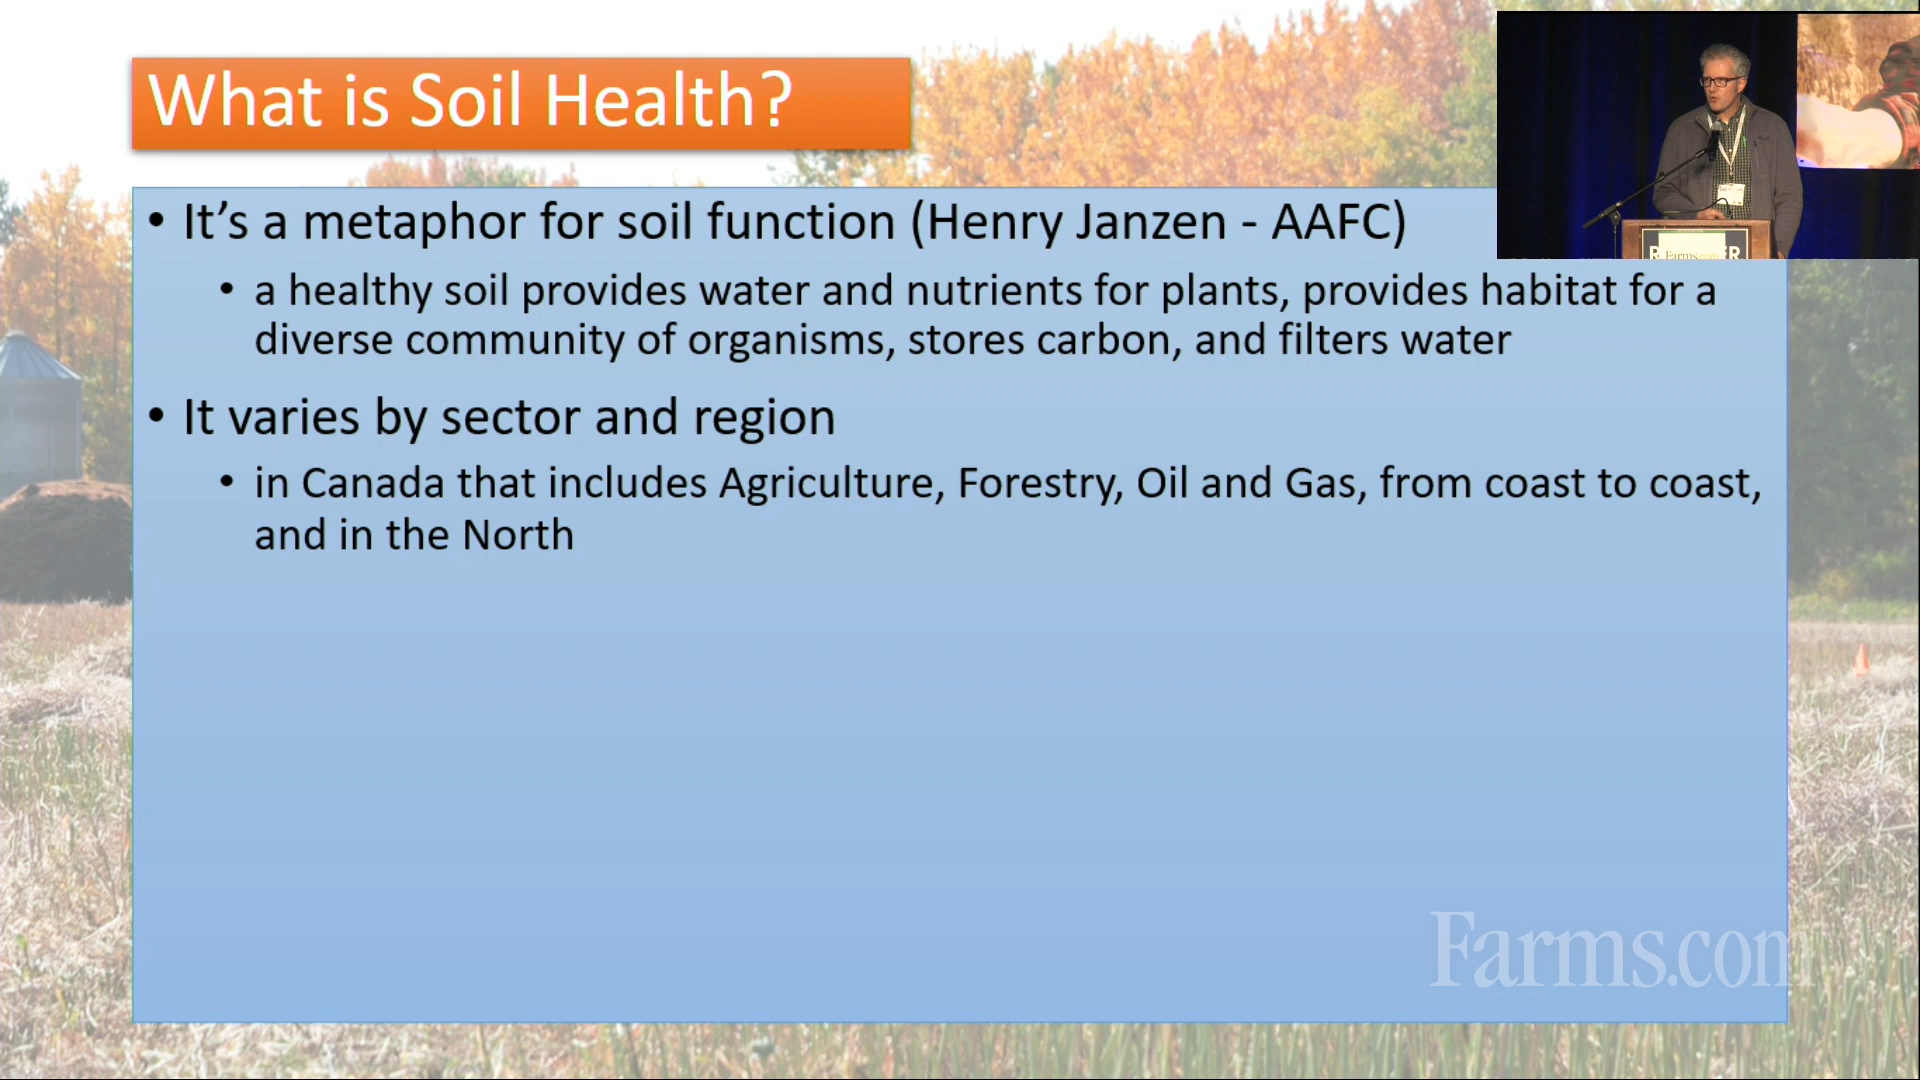 What is Soil Health?
• It's a metaphor for soil function (Henry Janzen - AAFC)
• a healthy soil provides water and nutrients for plants, provides habitat for a
diverse community of organisms, stores carbon, and filters water
• It varies by sector and region
• in Canada that includes Agriculture, Forestry, Oil and Gas, from coast to coast,
and in the North
Farms.com
Farms.com